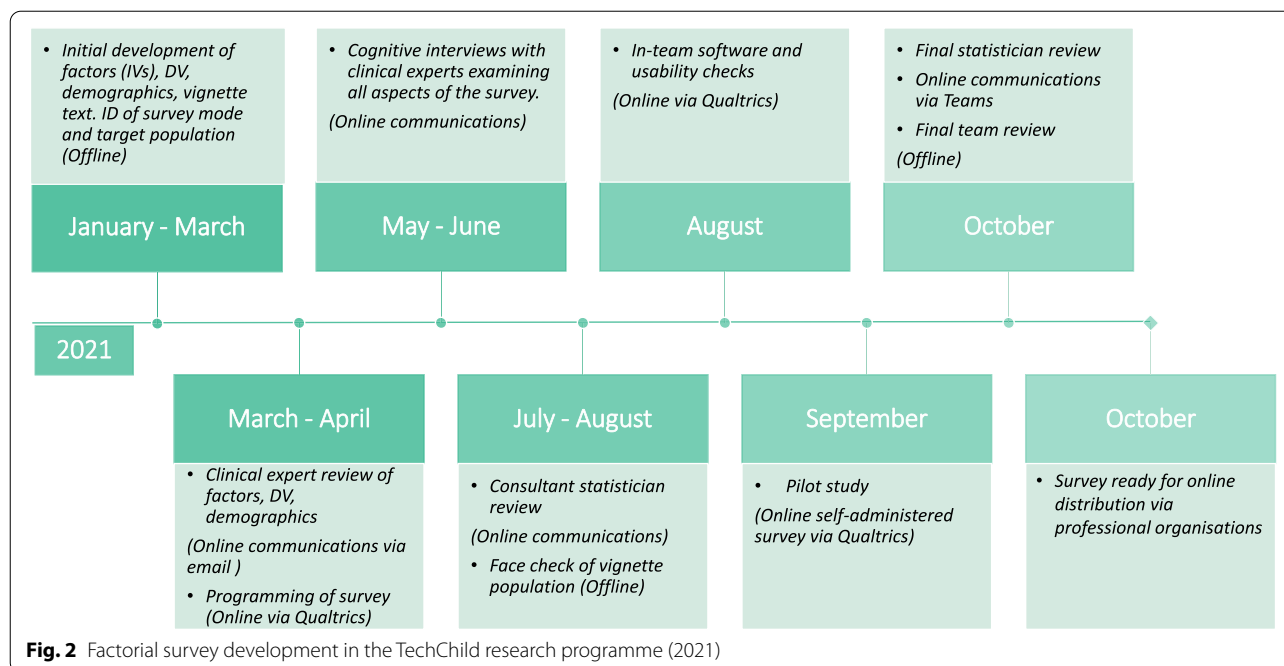 • Initial development of
factors (IVs), DV,
demographics, vignette
text. ID of survey mode
and target population
(Offline)
January - March
• Cognitive interviews with
clinical experts examining
all aspects of the survey.
(Online communications)
May - June
• In-team software and
usability checks
(Online via Qualtrics)
August
• Final statistician review
• Online communications
via Teams
• Final team review
(Offline)
October
2021
March - April
• Clinical expert review of
factors, DV,
demographics
(Online communications via
email )
• Programming of survey
(Online via Qualtrics)
July - August
• Consultant statistician
review
(Online communications)
• Face check of vignette
population (Offline)
September
• Pilot study
(Online self-administered
survey via Qualtrics)
October
• Survey ready for online
distribution via
professional organisations
Fig. 2 Factorial survey development in the TechChild research programme (2021)